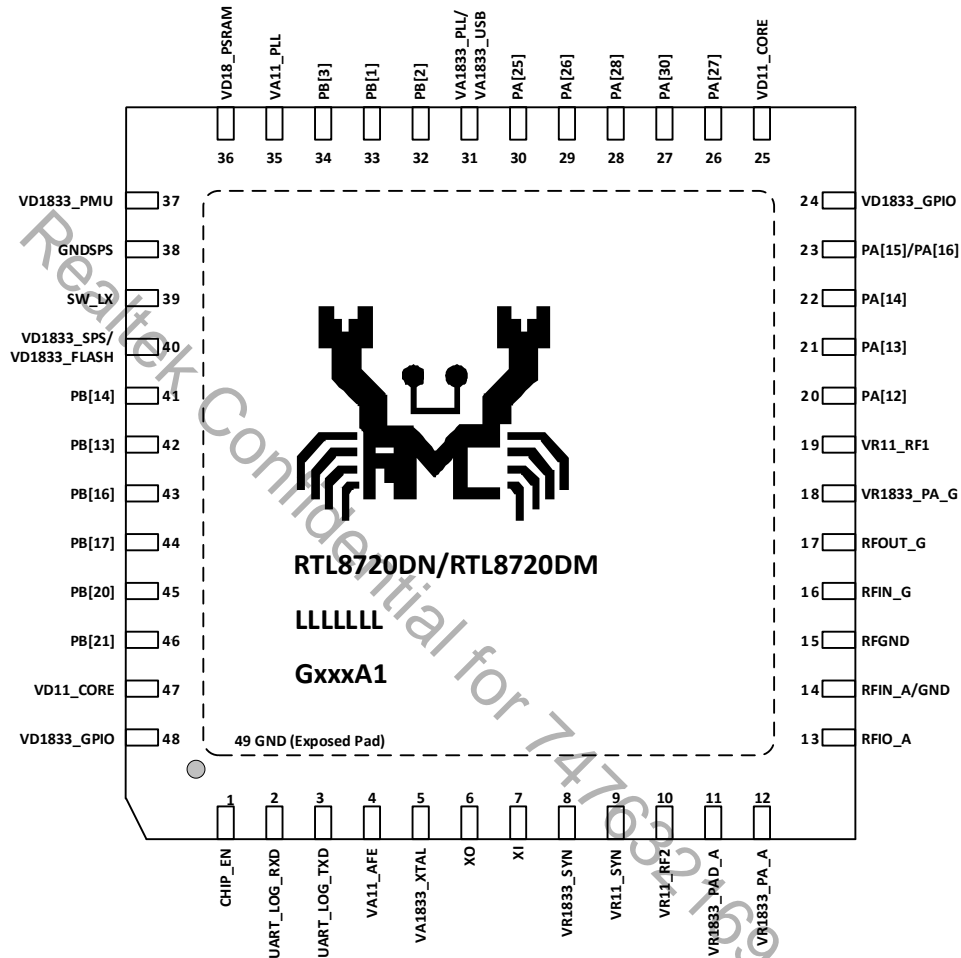 VD18_PSRAM
VA11_PLL
PB[3]
PB[1]
PB[2]
VA1833_PLL/
VA1833_USB
PA[25]
PA[26]
PA[28]
PA[30]
PA[27]
VD11_CORE
36 35 34 33 32 31 30 29 28 27 26 25
VD1833_PMU 37
GNDSPS 38
SW_LX 39
VD1833_SPS/
VD1833_FLASH 40
PB[14] 41
PB[13] 42
PB[16] 43
PB[17] 44
PB[20] 45
PB[21] 46
VD11_CORE 47
VD1833_GPIO 48
24 VD1833_GPIO
23 PA[15]/PA[16]
22 PA[14]
21 PA[13]
20 PA[12]
19 VR11_RF1
18 VR1833_PA_G
17 RFOUT_G
16 RFIN_G
15 RFGND
14 RFIN_A/GND
13 RFIO_A
AMC
RTL8720DN/RTL8720DM
LLLLLLL
GxxxA1
49 GND (Exposed Pad)
1 2 3 4 5 6 7 8 9 10 11 12
CHIP_EN
UART_LOG_RXD
UART_LOG_TXD
VA11_AFE
VA1833_XTAL
XO
XI
VR1833_SYN
VR11_SYN
VR11_RF2
VR1833_PAD_A
VR1833_PA_A
Realtek Confidential for 747632169